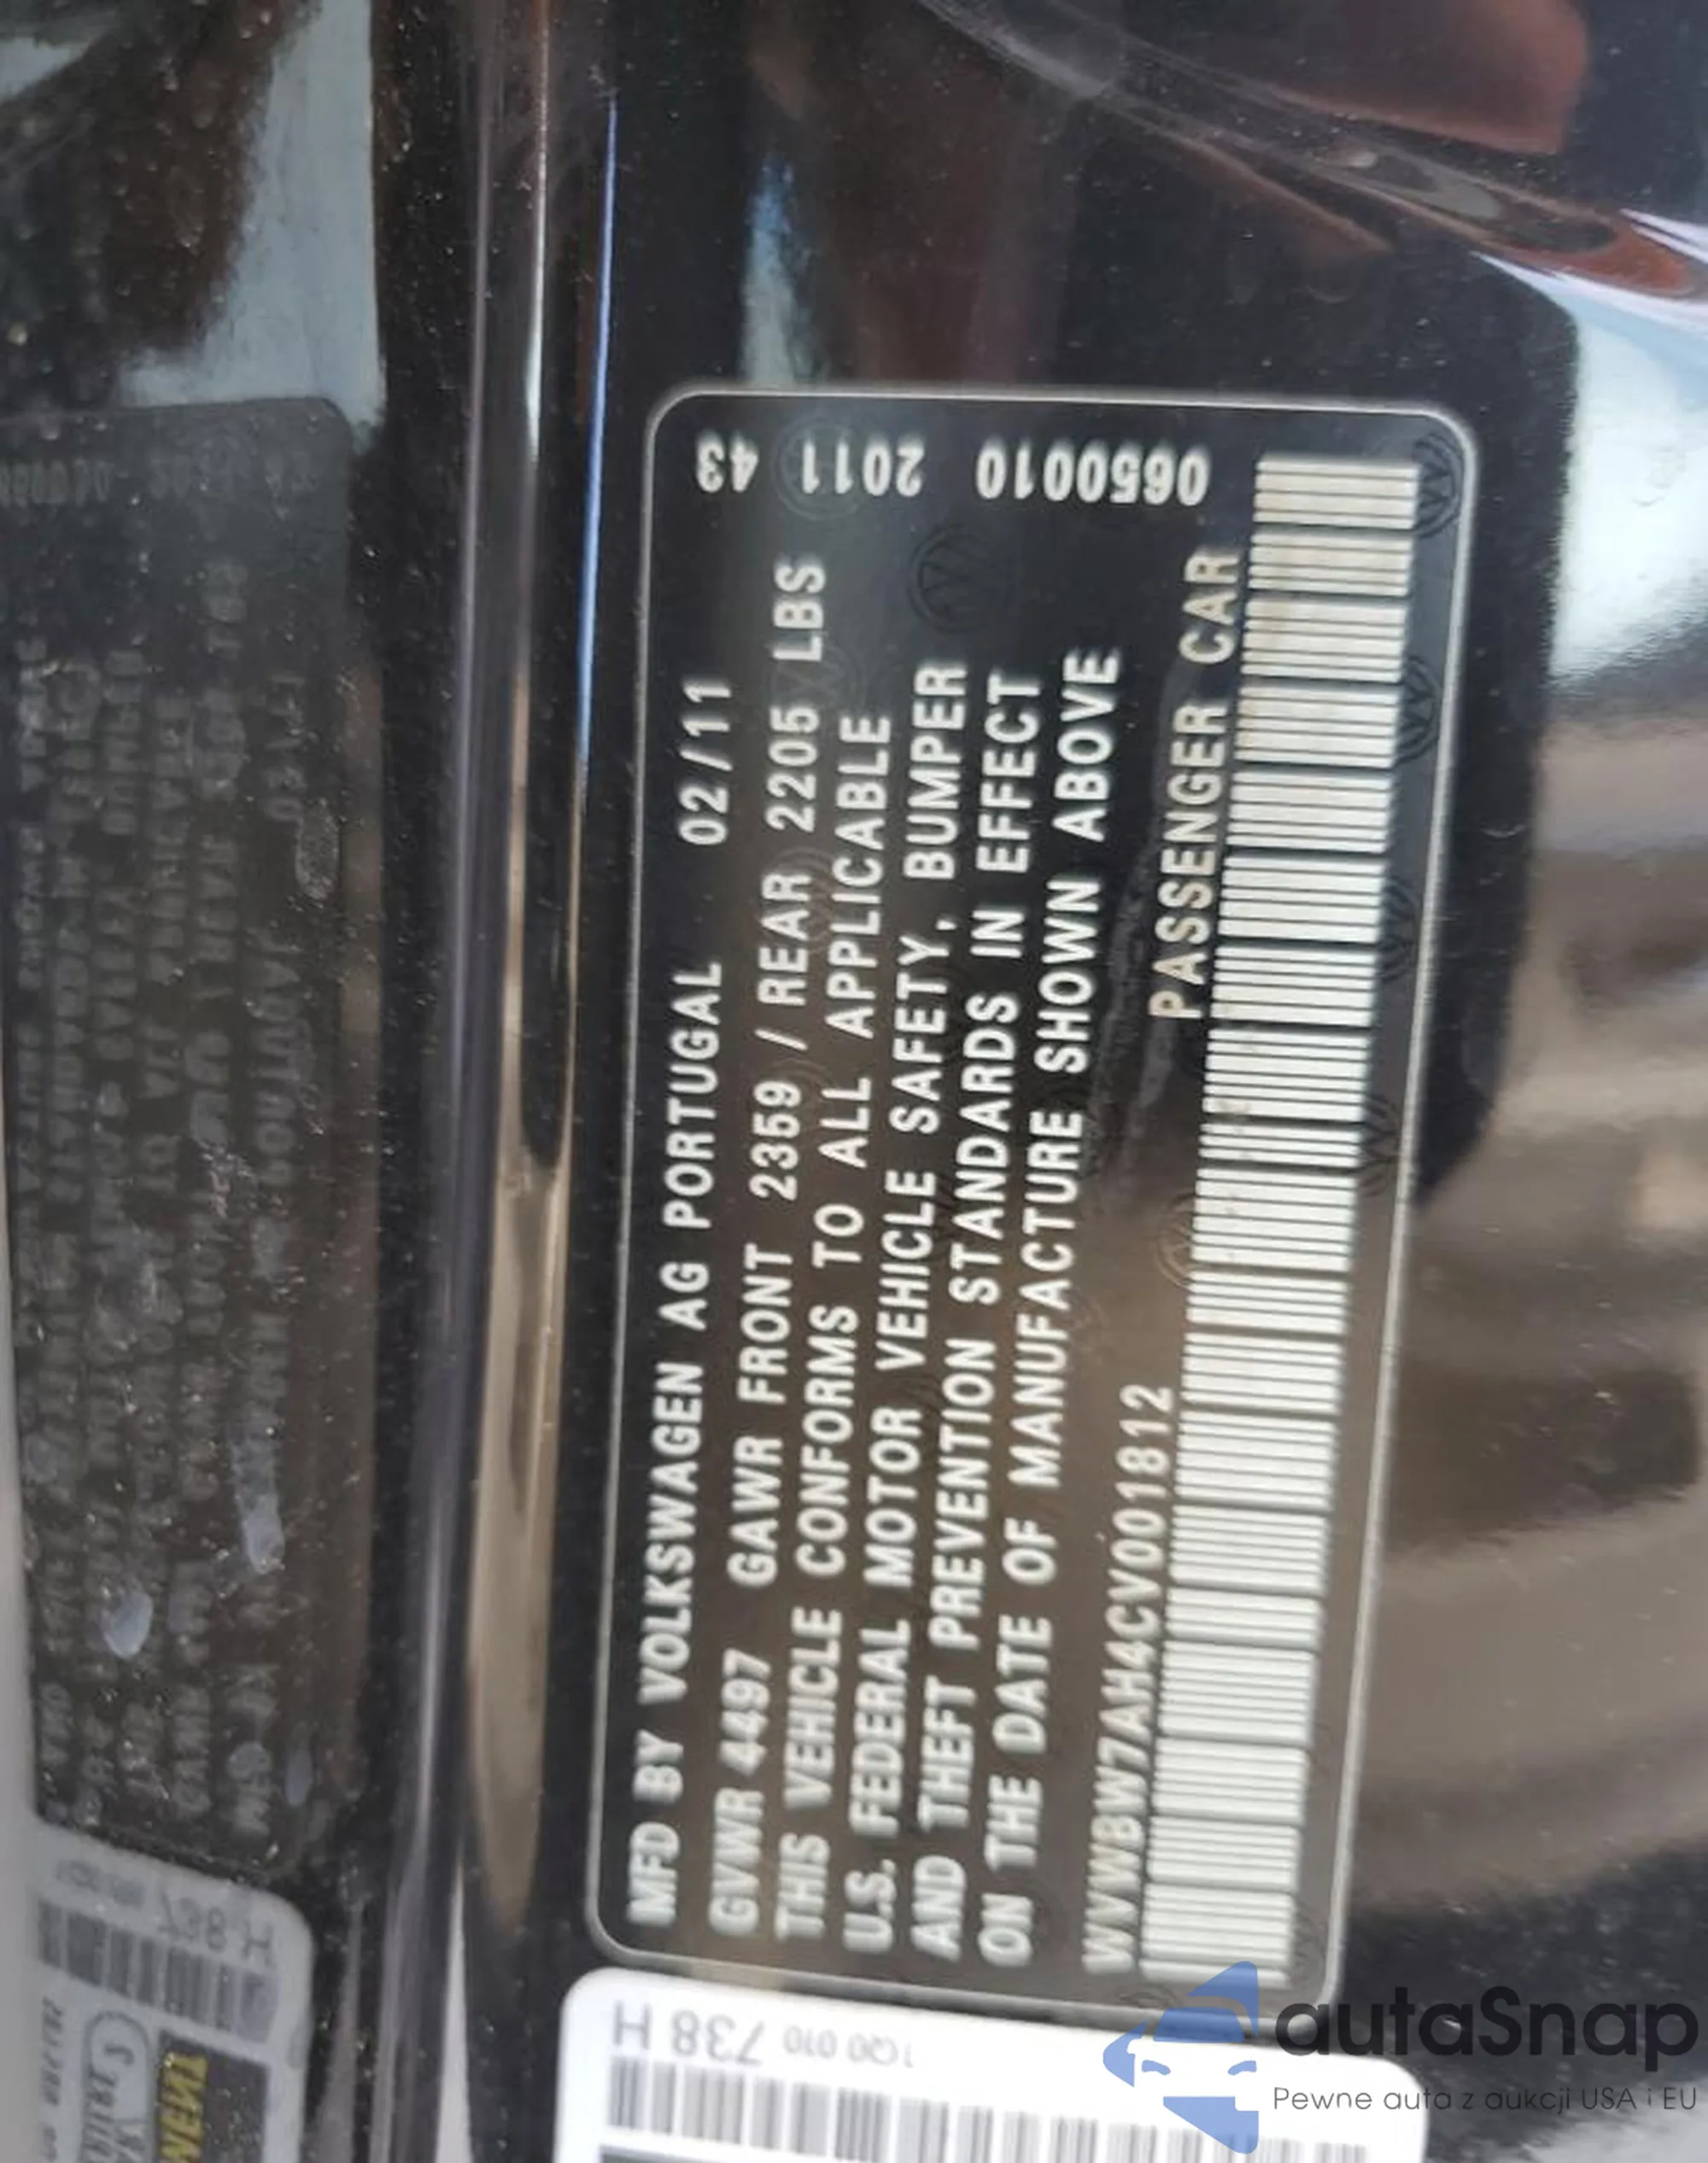 MFD BY VOLKSWAGEN AG PORTUGAL 02/11
GVWR 4497 GAWR FRONT 2359 / REAR 2205 LBS
THIS VEHICLE CONFORMS TO ALL APPLICABLE
U.S. FEDERAL MOTOR VEHICLE SAFETY, BUMPER
AND THEFT PREVENTION STANDARDS IN EFFECT
ON THE DATE OF MANUFACTURE SHOWN ABOVE
WVWBW7AH4CV001812 PASSENGER CAR
43 2011 0650010
1Q0 010 738 H
autaSnap
Pewne auta z aukcji USA i EU